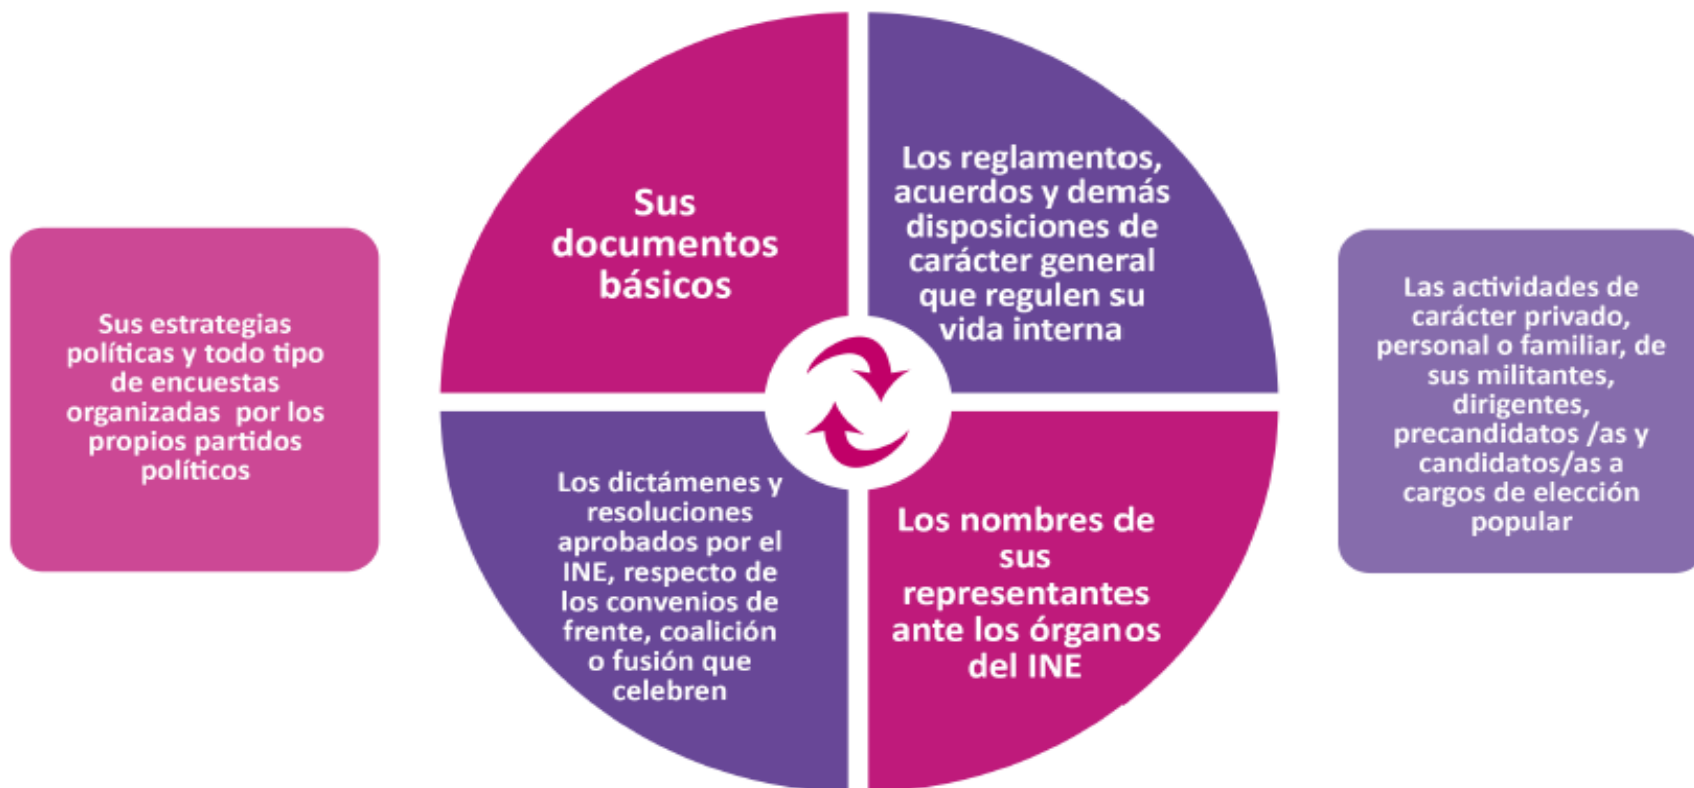 Sus estrategias
políticas y todo tipo
de encuestas
organizadas por los
propios partidos
políticos
Sus
documentos
básicos
Los reglamentos,
acuerdos y demás
disposiciones de
carácter general
que regulen su
vida interna
Los dictámenes y
resoluciones
aprobados por el
INE, respecto de
los convenios de
frente, coalición
o fusión que
celebren
Los nombres de
sus
representantes
ante los órganos
del INE
Las actividades de
carácter privado,
personal o familiar, de
sus militantes,
dirigentes,
precandidatos /as y
candidatos/as a
cargos de elección
popular